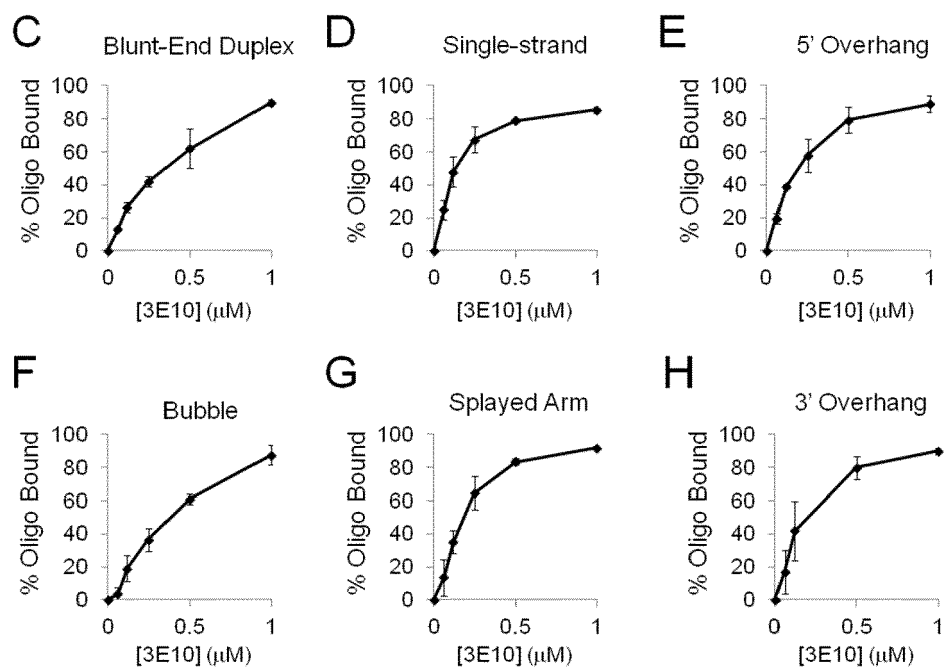 C
Blunt-End Duplex
% Oligo Bound
100
80
60
40
20
0
0
0.5
1
[3E10] (μM)
D
Single-strand
% Oligo Bound
100
80
60
40
20
0
0
0.5
1
[3E10] (μM)
E
5' Overhang
% Oligo Bound
100
80
60
40
20
0
0
0.5
1
[3E10] (μM)
F
Bubble
% Oligo Bound
100
80
60
40
20
0
0
0.5
1
[3E10] (μM)
G
Splayed Arm
% Oligo Bound
100
80
60
40
20
0
0
0.5
1
[3E10] (μM)
H
3' Overhang
% Oligo Bound
100
80
60
40
20
0
0
0.5
1
[3E10] (μM)